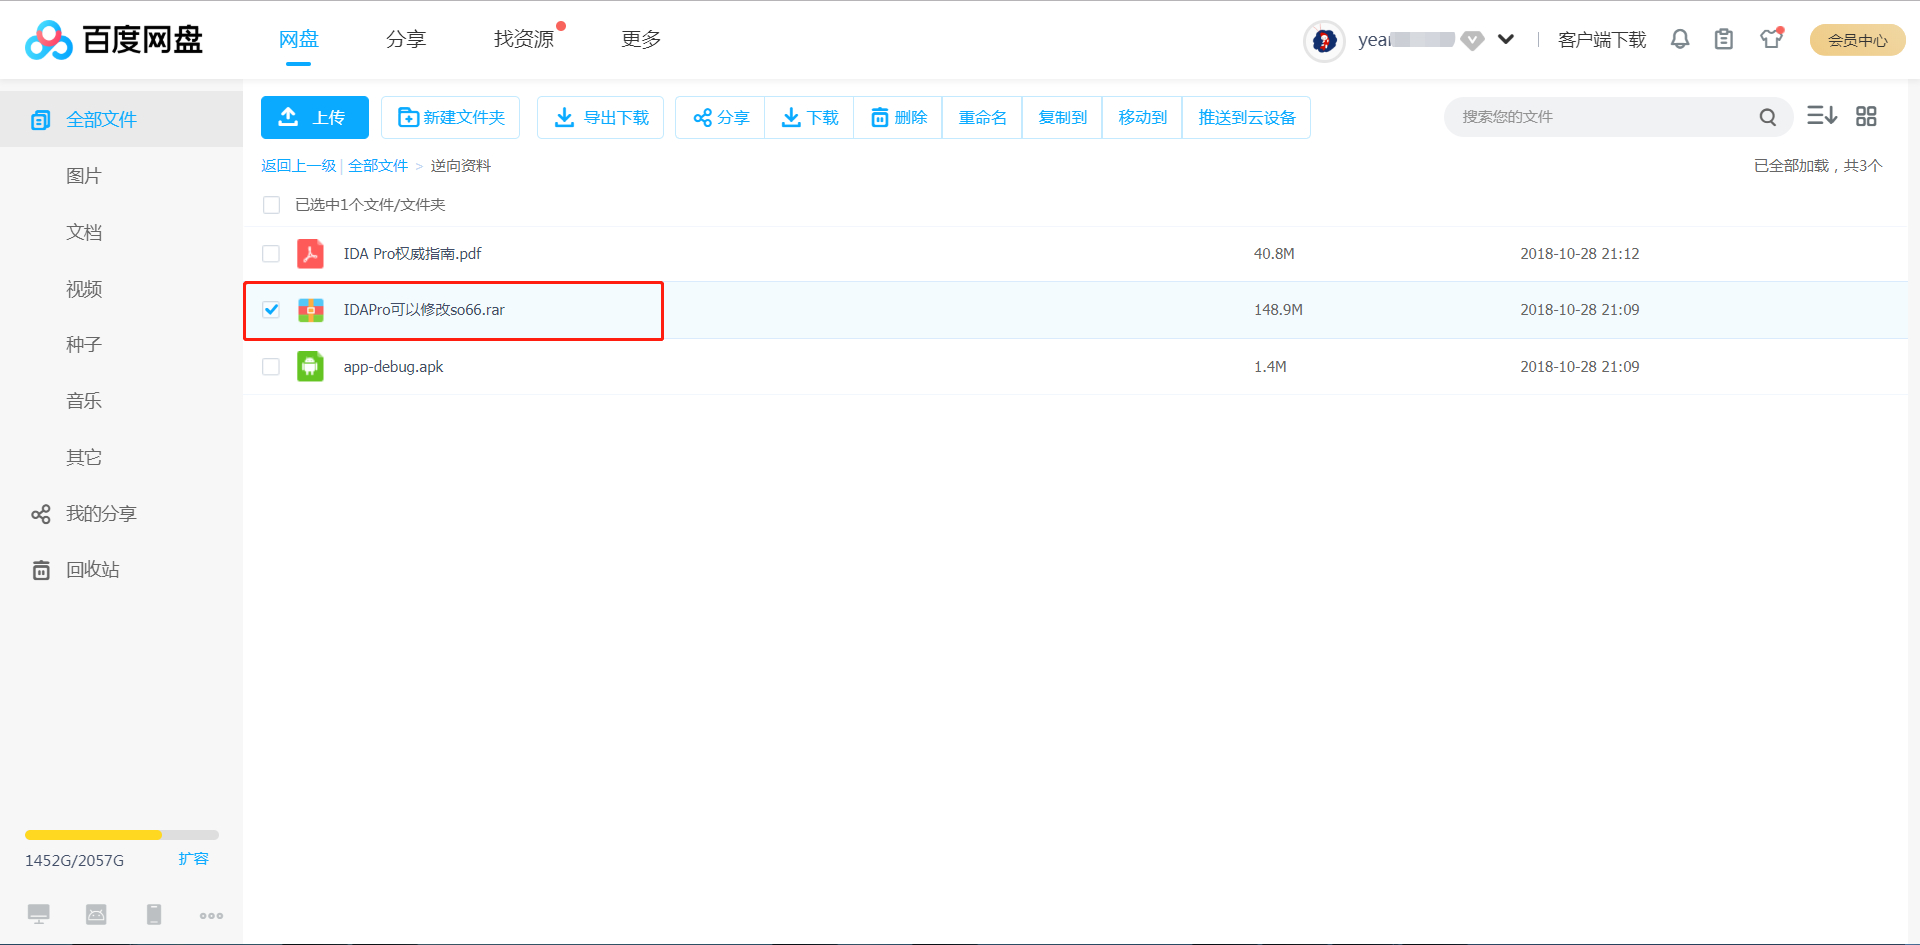 百度网盘 网盘 分享 找资源 更多 客户端下载 会员中心
全部文件
图片
文档
视频
种子
音乐
其它
我的分享
回收站
1452G/2057G 扩容
上传 新建文件夹 导出下载 分享 下载 删除 重命名 复制到 移动到 推送到云设备 搜索您的文件
返回上一级 | 全部文件 > 逆向资料 已全部加载，共3个
已选中1个文件/文件夹
IDA Pro权威指南.pdf 40.8M 2018-10-28 21:12
IDAPro可以修改so66.rar 148.9M 2018-10-28 21:09
app-debug.apk 1.4M 2018-10-28 21:09